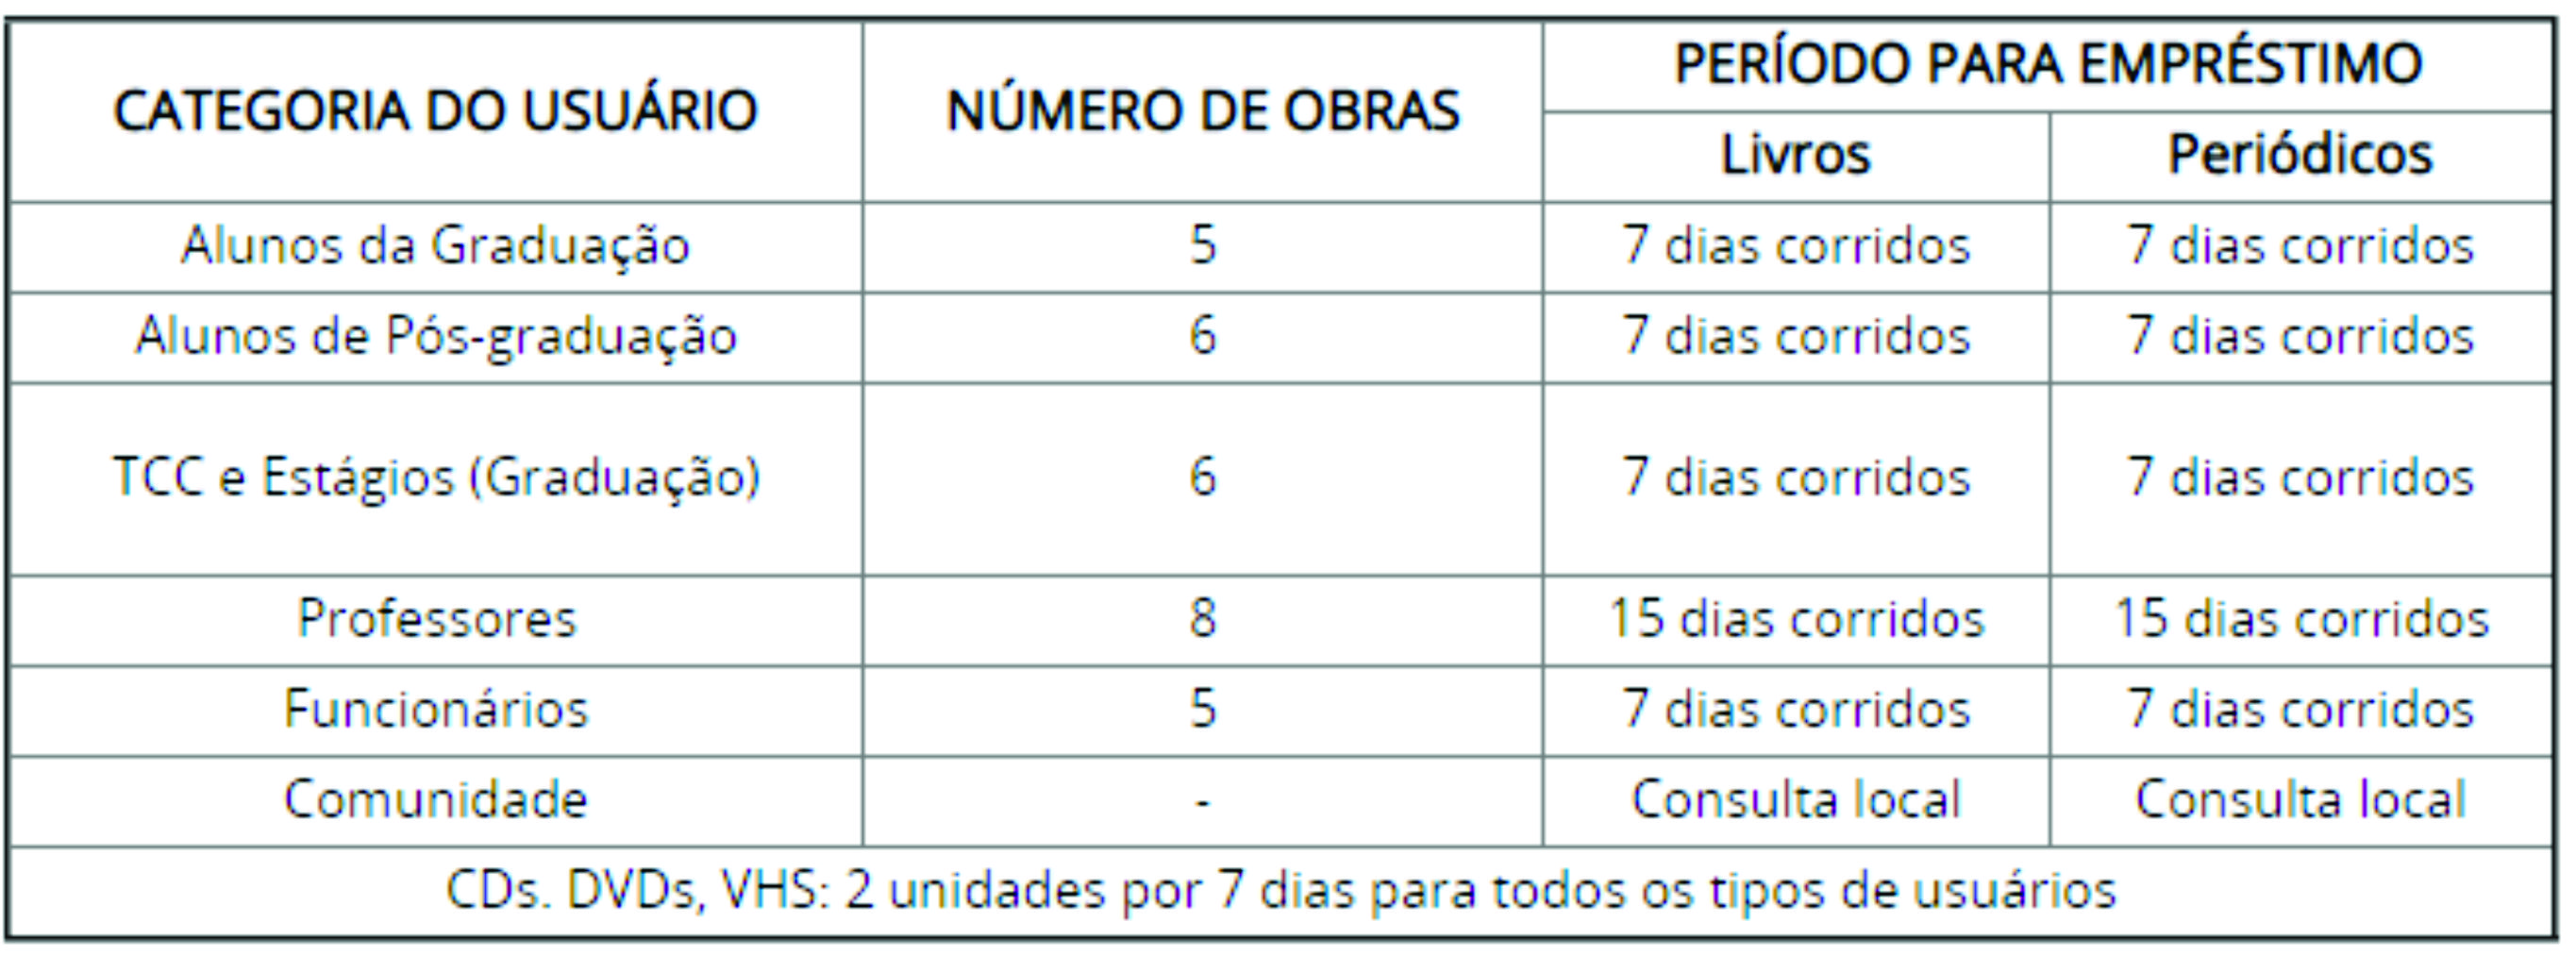 CATEGORIA DO USUÁRIO NÚMERO DE OBRAS PERÍODO PARA EMPRÉSTIMO
Livros Periódicos
Alunos da Graduação 5 7 dias corridos 7 dias corridos
Alunos de Pós-graduação 6 7 dias corridos 7 dias corridos
TCC e Estágios (Graduação) 6 7 dias corridos 7 dias corridos
Professores 8 15 dias corridos 15 dias corridos
Funcionários 5 7 dias corridos 7 dias corridos
Comunidade - Consulta local Consulta local
CDs. DVDs, VHS: 2 unidades por 7 dias para todos os tipos de usuários